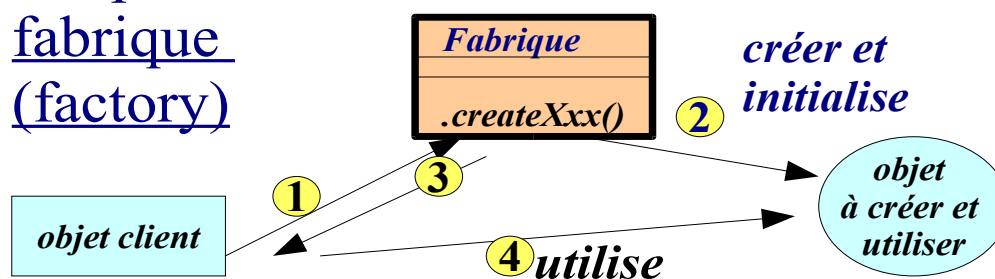 fabrique
(factory)
Fabrique
.createXxx()
créer et
initialise
2
1
3
objet client
4
utilise
objet
à créer et
utiliser